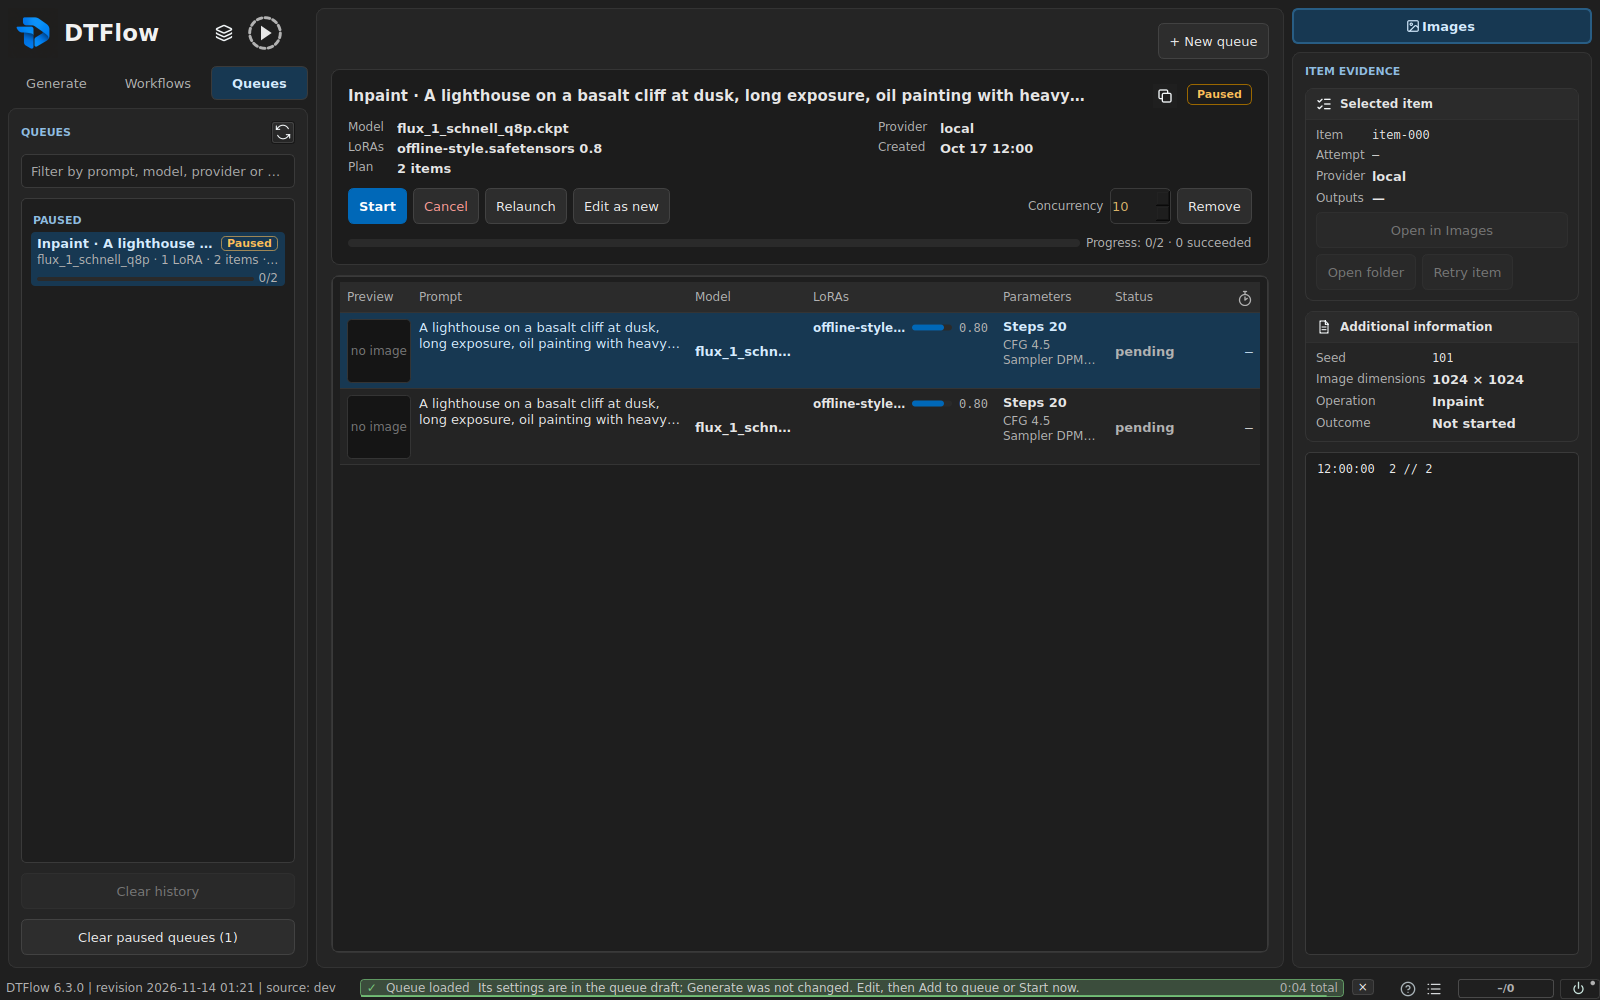 DTFlow
Generate
Workflows
Queues
QUEUES
Filter by prompt, model, provider or …
PAUSED
Inpaint · A lighthouse … Paused
flux_1_schnell_q8p · 1 LoRA · 2 items ·…
0/2
Clear history
Clear paused queues (1)
+ New queue
Inpaint · A lighthouse on a basalt cliff at dusk, long exposure, oil painting with heavy… Paused
Model flux_1_schnell_q8p.ckpt Provider local
LoRAs offline-style.safetensors 0.8 Created Oct 17 12:00
Plan 2 items
Start Cancel Relaunch Edit as new Concurrency 10 Remove
Progress: 0/2 · 0 succeeded
Preview Prompt Model LoRAs Parameters Status
no image
A lighthouse on a basalt cliff at dusk,
long exposure, oil painting with heavy…
flux_1_schn…
offline-style… 0.80
Steps 20
CFG 4.5
Sampler DPM…
pending
–
no image
A lighthouse on a basalt cliff at dusk,
long exposure, oil painting with heavy…
flux_1_schn…
offline-style… 0.80
Steps 20
CFG 4.5
Sampler DPM…
pending
–
Images
ITEM EVIDENCE
Selected item
Item item-000
Attempt –
Provider local
Outputs —
Open in Images
Open folder Retry item
Additional information
Seed 101
Image dimensions 1024 × 1024
Operation Inpaint
Outcome Not started
12:00:00 2 // 2
DTFlow 6.3.0 | revision 2026-11-14 01:21 | source: dev
✓ Queue loaded Its settings are in the queue draft; Generate was not changed. Edit, then Add to queue or Start now. 0:04 total ✕
–/0